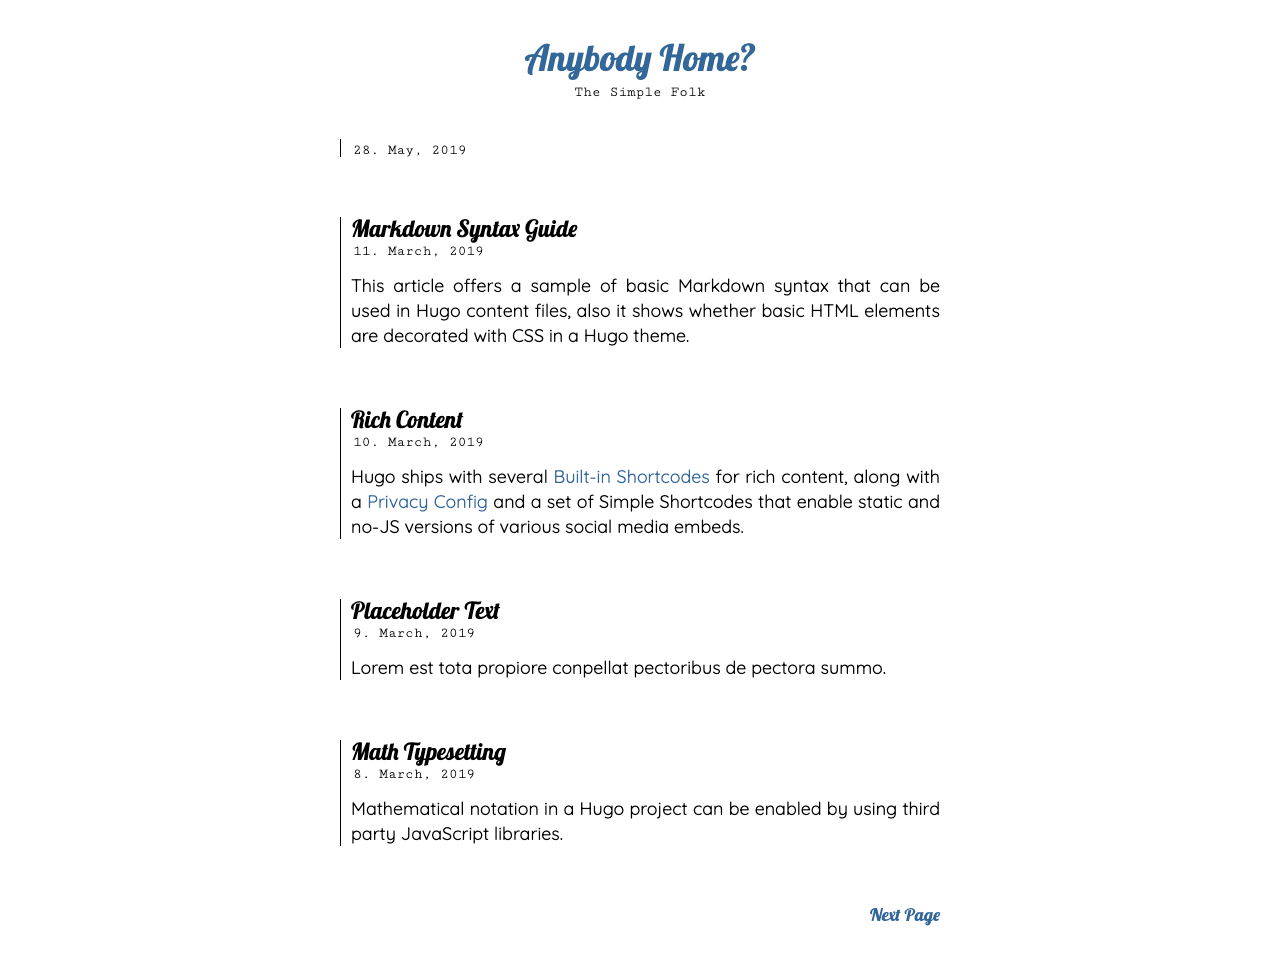 Anybody Home?
The Simple Folk
28. May, 2019
Markdown Syntax Guide
11. March, 2019
This article offers a sample of basic Markdown syntax that can be
used in Hugo content files, also it shows whether basic HTML elements
are decorated with CSS in a Hugo theme.
Rich Content
10. March, 2019
Hugo ships with several Built-in Shortcodes for rich content, along with
a Privacy Config and a set of Simple Shortcodes that enable static and
no-JS versions of various social media embeds.
Placeholder Text
9. March, 2019
Lorem est tota propiore conpellat pectoribus de pectora summo.
Math Typesetting
8. March, 2019
Mathematical notation in a Hugo project can be enabled by using third
party JavaScript libraries.
Next Page